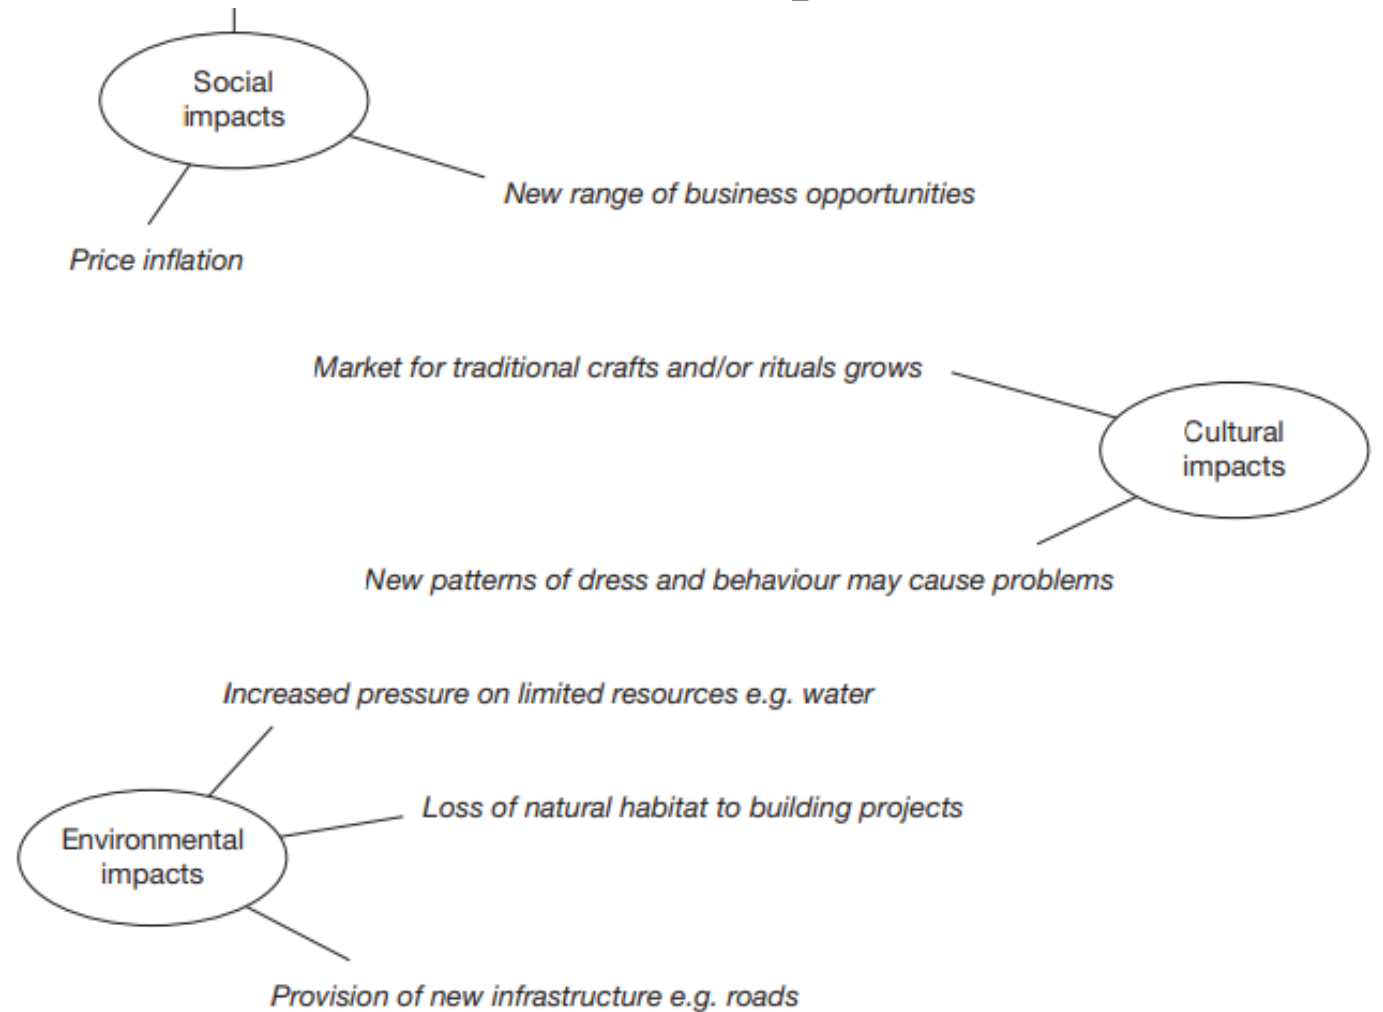 Social
impacts
New range of business opportunities
Price inflation
Market for traditional crafts and/or rituals grows
Cultural
impacts
New patterns of dress and behaviour may cause problems
Increased pressure on limited resources e.g. water
Loss of natural habitat to building projects
Environmental
impacts
Provision of new infrastructure e.g. roads